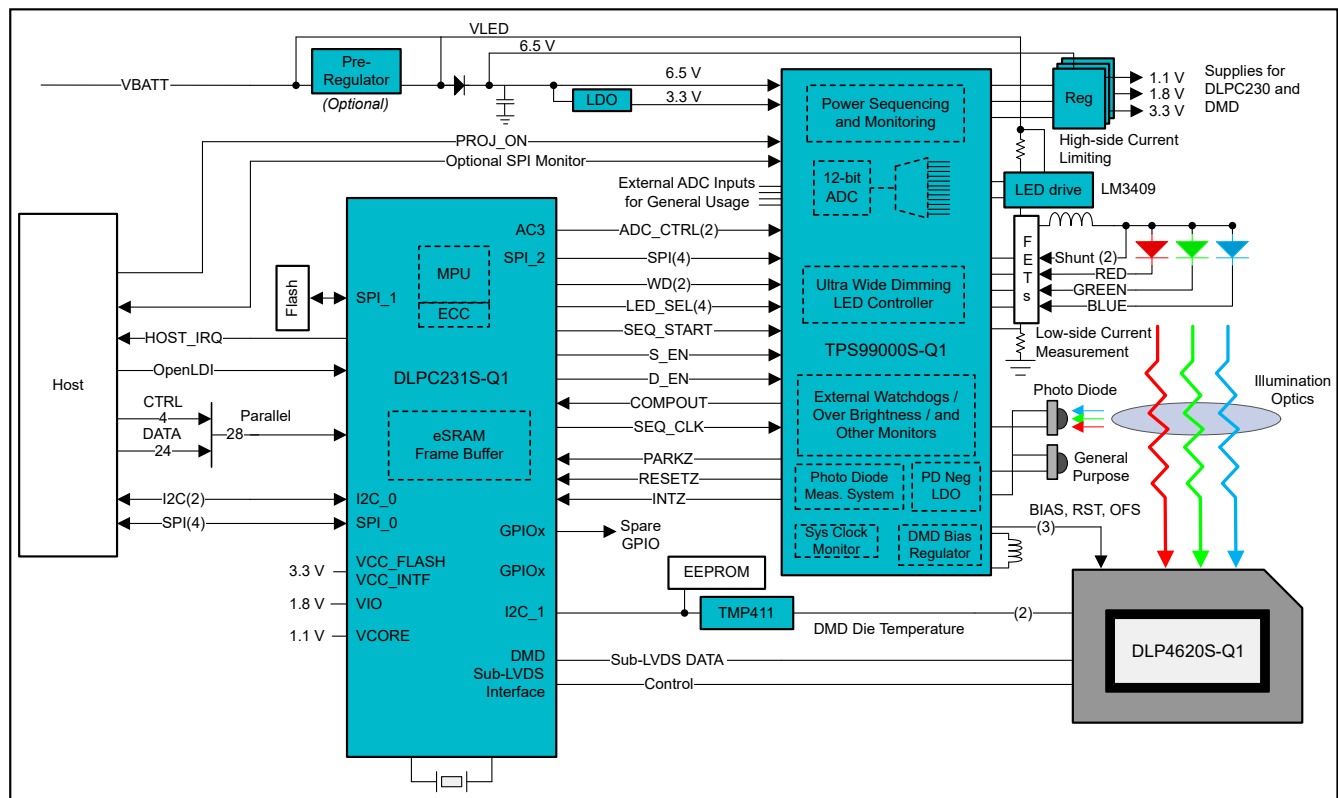 VLED
6.5 V
VBATT
Pre-
Regulator
(Optional)
LDO
6.5 V
3.3 V
Reg
1.1 V
1.8 V
3.3 V
Supplies for
DLPC230 and
DMD
Power Sequencing
and Monitoring
High-side Current
Limiting
PROJ_ON
Optional SPI Monitor
External ADC Inputs
for General Usage
12-bit
ADC
LED drive
LM3409
FETs
Shunt (2)
RED
GREEN
BLUE
Low-side Current
Measurement
Ultra Wide Dimming
LED Controller
TPS99000S-Q1
External Watchdogs /
Over Brightness / and
Other Monitors
Photo Diode
Meas. System
PD Neg
LDO
Sys Clock
Monitor
DMD Bias
Regulator
Photo Diode
General
Purpose
Illumination
Optics
BIAS, RST, OFS
(3)
Host
HOST_IRQ
OpenLDI
CTRL
4
DATA
24
28
Parallel
I2C(2)
SPI(4)
Flash
SPI_1
MPU
ECC
AC3
SPI_2
DLPC231S-Q1
eSRAM
Frame Buffer
I2C_0
SPI_0
GPIOx
GPIOx
I2C_1
DMD
Sub-LVDS
Interface
3.3 V
VCC_FLASH
VCC_INTF
1.8 V
VIO
1.1 V
VCORE
ADC_CTRL(2)
SPI(4)
WD(2)
LED_SEL(4)
SEQ_START
S_EN
D_EN
COMPOUT
SEQ_CLK
PARKZ
RESETZ
INTZ
Spare
GPIO
EEPROM
TMP411
DMD Die Temperature
(2)
Sub-LVDS DATA
Control
DLP4620S-Q1